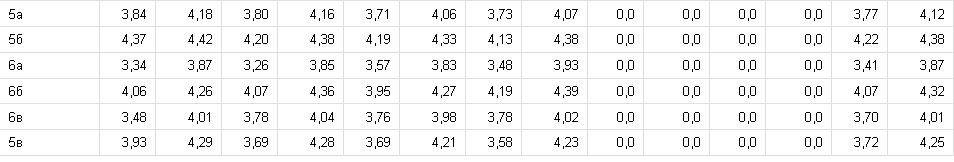 5а 3,84 4,18 3,80 4,16 3,71 4,06 3,73 4,07 0,0 0,0 0,0 0,0 3,77 4,12
5б 4,37 4,42 4,20 4,38 4,19 4,33 4,13 4,38 0,0 0,0 0,0 0,0 4,22 4,38
6а 3,34 3,87 3,26 3,85 3,57 3,83 3,48 3,93 0,0 0,0 0,0 0,0 3,41 3,87
6б 4,06 4,26 4,07 4,36 3,95 4,27 4,19 4,39 0,0 0,0 0,0 0,0 4,07 4,32
6в 3,48 4,01 3,78 4,04 3,76 3,98 3,78 4,02 0,0 0,0 0,0 0,0 3,70 4,01
5в 3,93 4,29 3,69 4,28 3,69 4,21 3,58 4,23 0,0 0,0 0,0 0,0 3,72 4,25